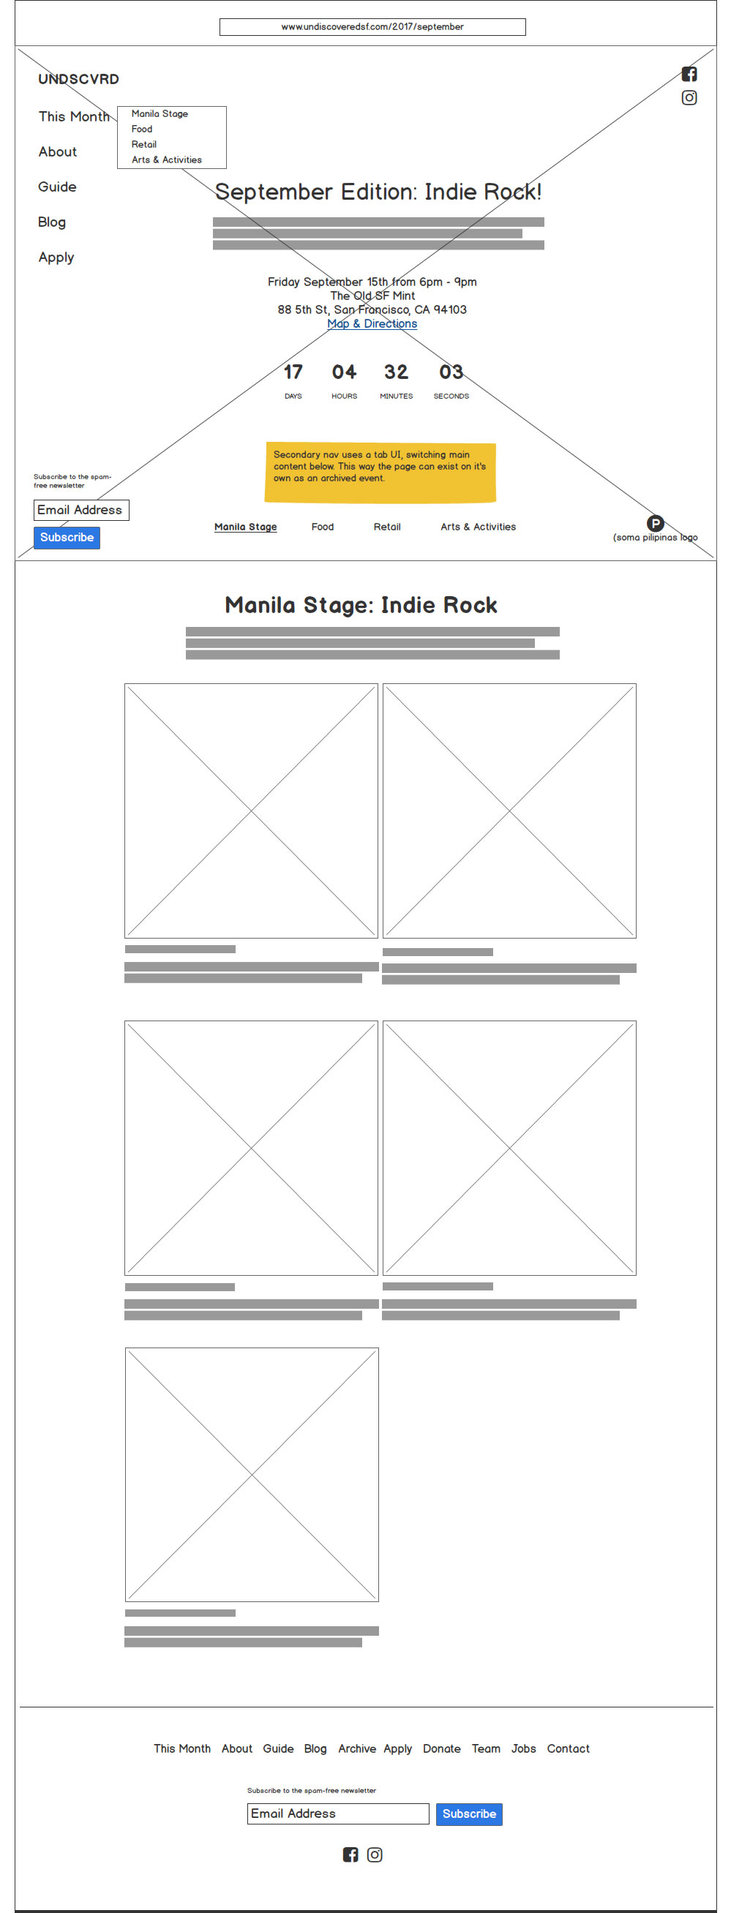 www.undiscoveredsf.com/2017/september
UNDSCVRD
This Month
Manila Stage
Food
Retail
Arts & Activities
About
Guide
Blog
Apply
September Edition: Indie Rock!
Friday September 15th from 6pm - 9pm
The Old SF Mint
88 5th St, San Francisco, CA 94103
Map & Directions
17 04 32 03
DAYS HOURS MINUTES SECONDS
Secondary nav uses a tab UI, switching main
content below. This way the page can exist on it's
own as an archived event.
Subscribe to the spam-
free newsletter
Email Address
Subscribe
Manila Stage Food Retail Arts & Activities
P
(soma pilipinas logo
Manila Stage: Indie Rock
This Month About Guide Blog Archive Apply Donate Team Jobs Contact
Subscribe to the spam-free newsletter
Email Address Subscribe